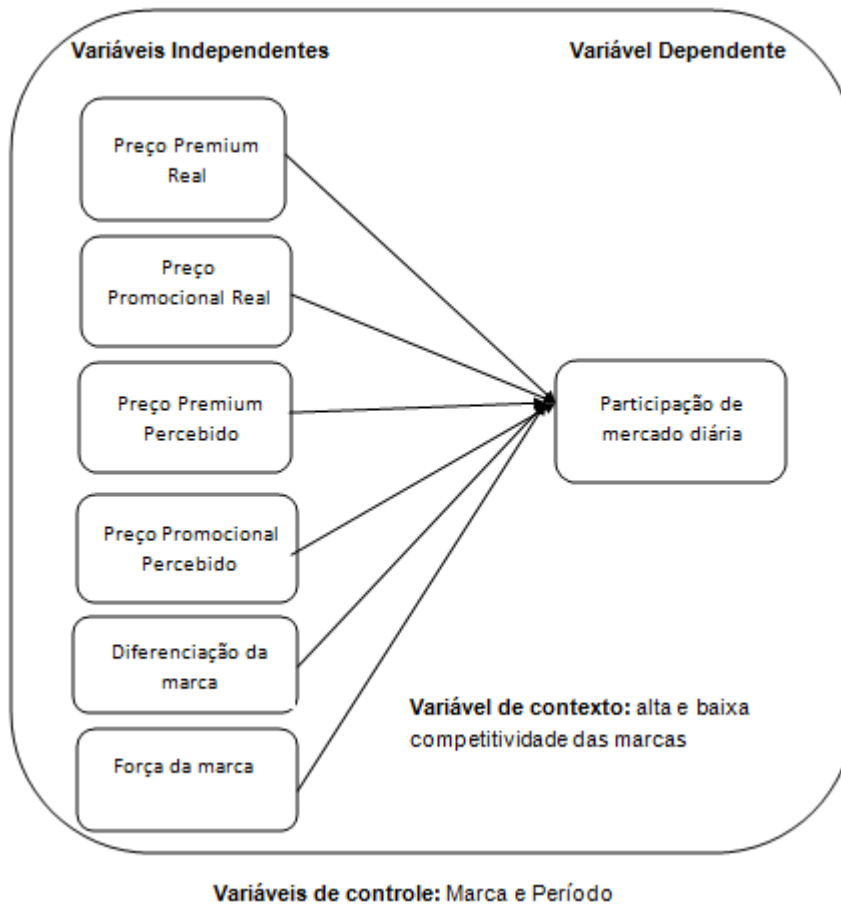 Variáveis Independentes
Variável Dependente
Preço Premium
Real
Preço
Promocional Real
Preço Premium
Percebido
Preço Promocional
Percebido
Diferenciação da
marca
Força da marca
Participação de
mercado diária
Variável de contexto: alta e baixa
competitividade das marcas
Variáveis de controle: Marca e Período